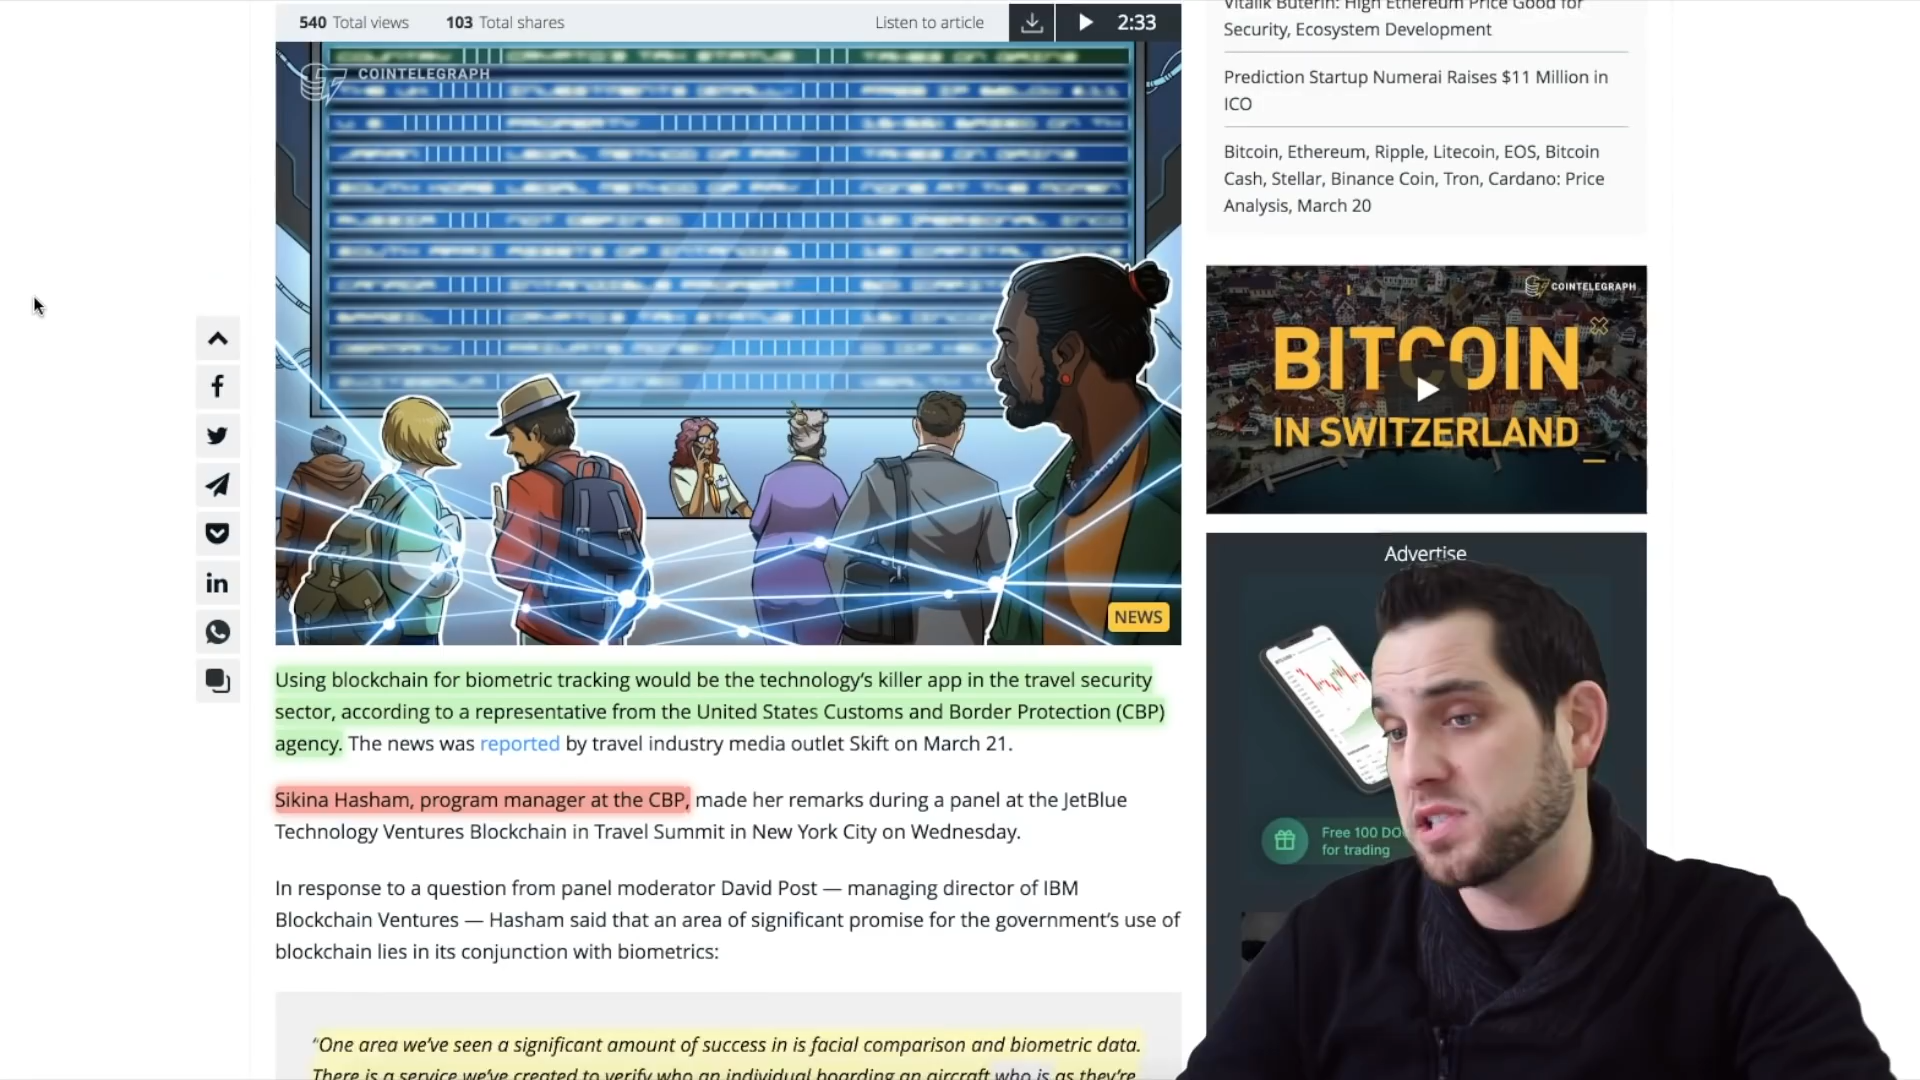 540 Total views 103 Total shares
Listen to article
2:33
COINTELEGRAPH
NEWS
Using blockchain for biometric tracking would be the technology's killer app in the travel security
sector, according to a representative from the United States Customs and Border Protection (CBP)
agency. The news was reported by travel industry media outlet Skift on March 21.
Sikina Hasham, program manager at the CBP, made her remarks during a panel at the JetBlue
Technology Ventures Blockchain in Travel Summit in New York City on Wednesday.
In response to a question from panel moderator David Post — managing director of IBM
Blockchain Ventures — Hasham said that an area of significant promise for the government's use of
blockchain lies in its conjunction with biometrics:
"One area we've seen a significant amount of success in is facial comparison and biometric data.
There is a service we've created to verify who an individual boarding an aircraft who is as they're
Vitalik Buterin: High Ethereum Price Good for
Security, Ecosystem Development
Prediction Startup Numerai Raises $11 Million in
ICO
Bitcoin, Ethereum, Ripple, Litecoin, EOS, Bitcoin
Cash, Stellar, Binance Coin, Tron, Cardano: Price
Analysis, March 20
COINTELEGRAPH
BITCOIN
IN SWITZERLAND
Advertise
Free 100
for trading